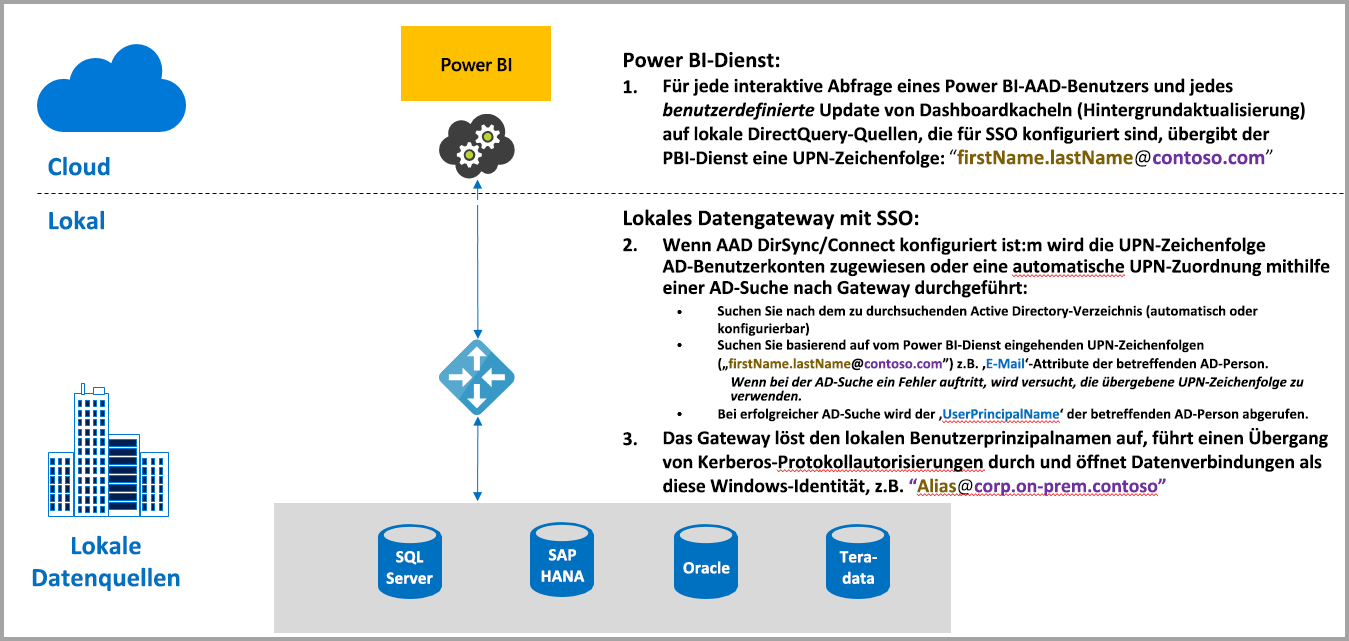 Power BI
Cloud
Power BI-Dienst:
1. Für jede interaktive Abfrage eines Power BI-AAD-Benutzers und jedes
benutzerdefinierte Update von Dashboardkacheln (Hintergrundaktualisierung)
auf lokale DirectQuery-Quellen, die für SSO konfiguriert sind, übergibt der
PBI-Dienst eine UPN-Zeichenfolge: “firstName.lastName@contoso.com”
Lokal
Lokales Datengateway mit SSO:
2. Wenn AAD DirSync/Connect konfiguriert ist:m wird die UPN-Zeichenfolge
AD-Benutzerkonten zugewiesen oder eine automatische UPN-Zuordnung mithilfe
einer AD-Suche nach Gateway durchgeführt:
• Suchen Sie nach dem zu durchsuchenden Active Directory-Verzeichnis (automatisch oder
konfigurierbar)
• Suchen Sie basierend auf vom Power BI-Dienst eingehenden UPN-Zeichenfolgen
(„firstName.lastName@contoso.com”) z.B. ‚E-Mail‘-Attribute der betreffenden AD-Person.
Wenn bei der AD-Suche ein Fehler auftritt, wird versucht, die übergebene UPN-Zeichenfolge zu
verwenden.
• Bei erfolgreicher AD-Suche wird der ‚UserPrincipalName‘ der betreffenden AD-Person abgerufen.
3. Das Gateway löst den lokalen Benutzerprinzipalnamen auf, führt einen Übergang
von Kerberos-Protokollautorisierungen durch und öffnet Datenverbindungen als
diese Windows-Identität, z.B. “Alias@corp.on-prem.contoso”
Lokale
Datenquellen
SQL
Server
SAP
HANA
Oracle
Tera-
data